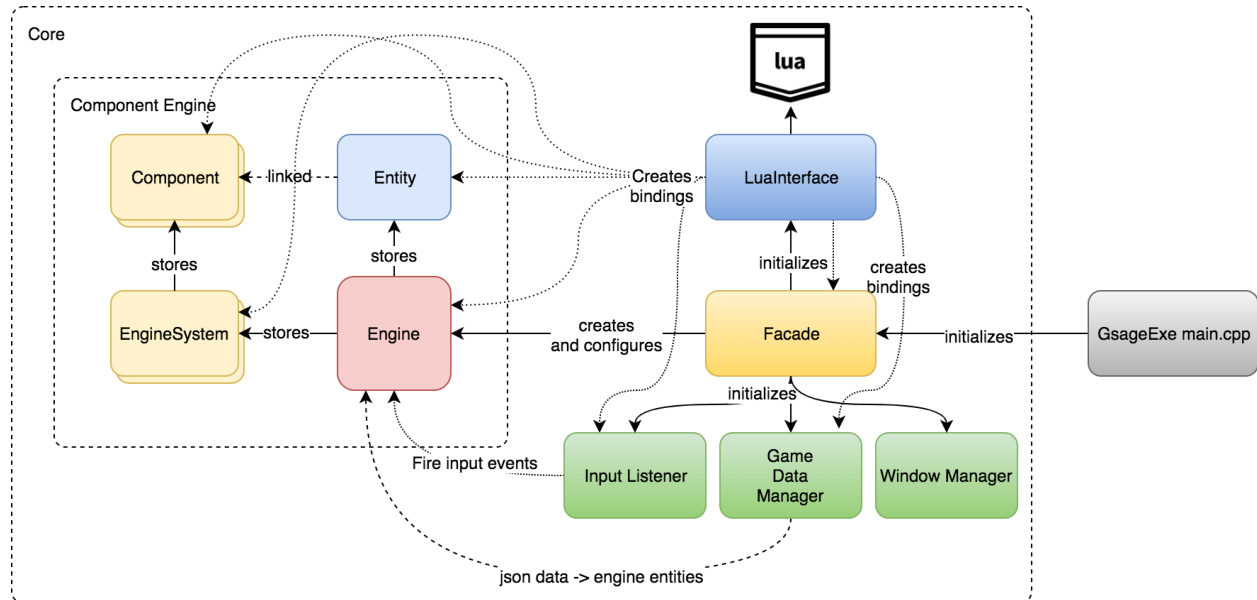 Core
lua
Component Engine
Component
linked
Entity
Creates
bindings
LuaInterface
stores
stores
initializes
creates
bindings
EngineSystem
stores
Engine
creates
and configures
Facade
initializes
GsageExe main.cpp
initializes
Fire input events
Input Listener
Game
Data
Manager
Window Manager
json data -> engine entities